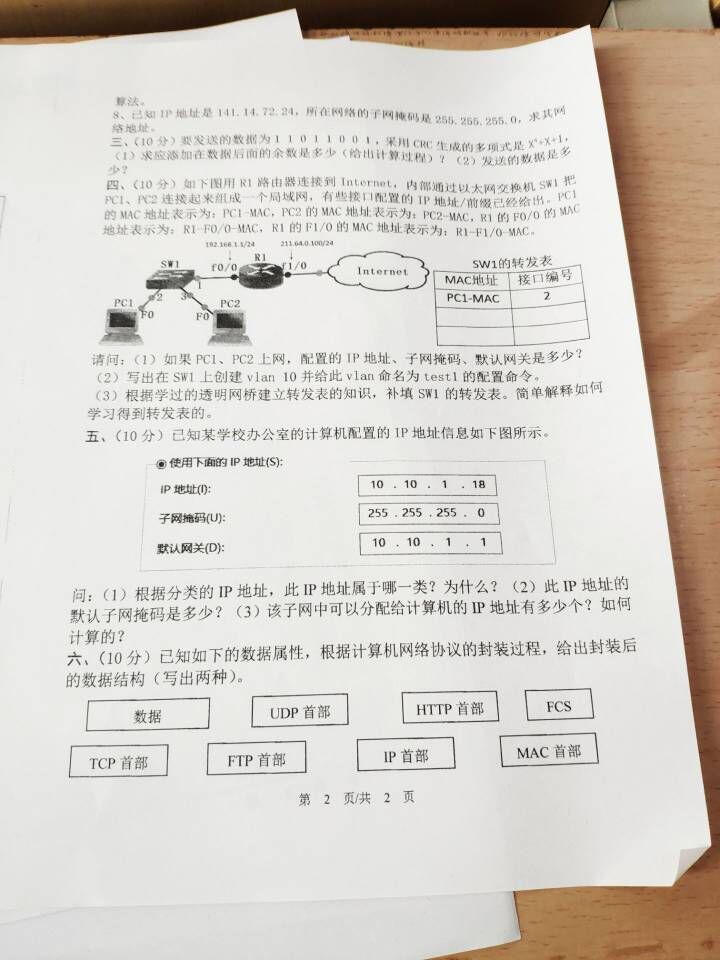 算法。
8、已知 IP 地址是 141.14.72.24，所在网络的子网掩码是 255.255.255.0，求其网
络地址。
三、（10 分）要发送的数据为 1 1 0 1 1 0 0 1，采用 CRC 生成的多项式是 X⁴+X+1，
（1）求应添加在数据后面的余数是多少（给出计算过程）？（2）发送的数据是多
少？
四、（10 分）如下图用 R1 路由器连接到 Internet，内部通过以太网交换机 SW1 把
PC1、PC2 连接起来组成一个局域网，有些接口配置的 IP 地址/前缀已经给出。PC1
的 MAC 地址表示为：PC1-MAC，PC2 的 MAC 地址表示为：PC2-MAC，R1 的 F0/0 的 MAC
地址表示为：R1-F0/0-MAC，R1 的 F1/0 的 MAC 地址表示为：R1-F1/0-MAC。
192.168.1.1/24 211.64.0.100/24
SW1 f0/0 R1 f1/0 Internet
1
2 3
PC1 F0 F0 PC2
SW1的转发表
MAC地址 接口编号
PC1-MAC 2
请问：（1）如果 PC1、PC2 上网，配置的 IP 地址、子网掩码、默认网关是多少？
（2）写出在 SW1 上创建 vlan 10 并给此 vlan 命名为 test1 的配置命令。
（3）根据学过的透明网桥建立转发表的知识，补填 SW1 的转发表。简单解释如何
学习得到转发表的。
五、（10 分）已知某学校办公室的计算机配置的 IP 地址信息如下图所示。
使用下面的 IP 地址(S):
IP 地址(I): 10 . 10 . 1 . 18
子网掩码(U): 255 . 255 . 255 . 0
默认网关(D): 10 . 10 . 1 . 1
问：（1）根据分类的 IP 地址，此 IP 地址属于哪一类？为什么？（2）此 IP 地址的
默认子网掩码是多少？（3）该子网中可以分配给计算机的 IP 地址有多少个？如何
计算的？
六、（10 分）已知如下的数据属性，根据计算机网络协议的封装过程，给出封装后
的数据结构（写出两种）。
数据 UDP 首部 HTTP 首部 FCS
TCP 首部 FTP 首部 IP 首部 MAC 首部
第 2 页/共 2 页